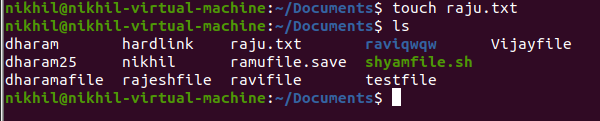 nikhil@nikhil-virtual-machine:~/Documents$ touch raju.txt
nikhil@nikhil-virtual-machine:~/Documents$ ls
dharam hardlink raju.txt raviqwqw Vijayfile
dharam25 nikhil ramufile.save shyamfile.sh
dharamafile rajeshfile ravifile testfile
nikhil@nikhil-virtual-machine:~/Documents$